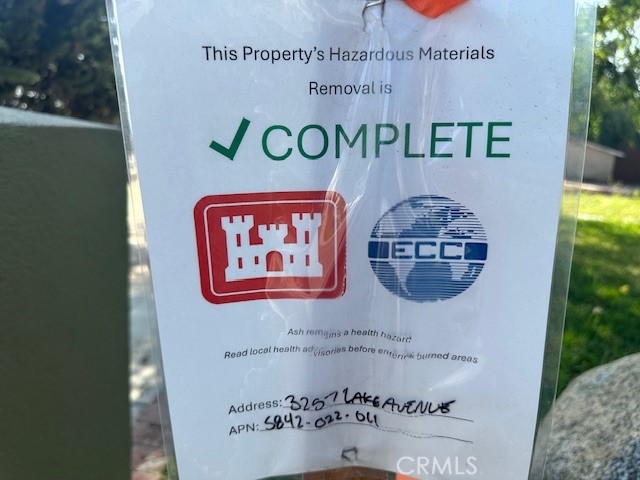 This Property's Hazardous Materials
Removal is
✓ COMPLETE
ECC
Ash remains a health hazard
Read local health advisories before entering burned areas
Address: 3257 LAKE AVENUE
APN: 5842-022-011
CRMLS